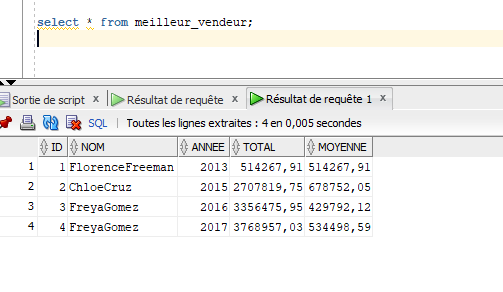 select * from meilleur_vendeur;
Sortie de script x Résultat de requête x Résultat de requête 1 x
SQL | Toutes les lignes extraites : 4 en 0,005 secondes
ID NOM ANNEE TOTAL MOYENNE
1 1 FlorenceFreeman 2013 514267,91 514267,91
2 2 ChloeCruz 2015 2707819,75 678752,05
3 3 FreyaGomez 2016 3356475,95 429792,12
4 4 FreyaGomez 2017 3768957,03 534498,59